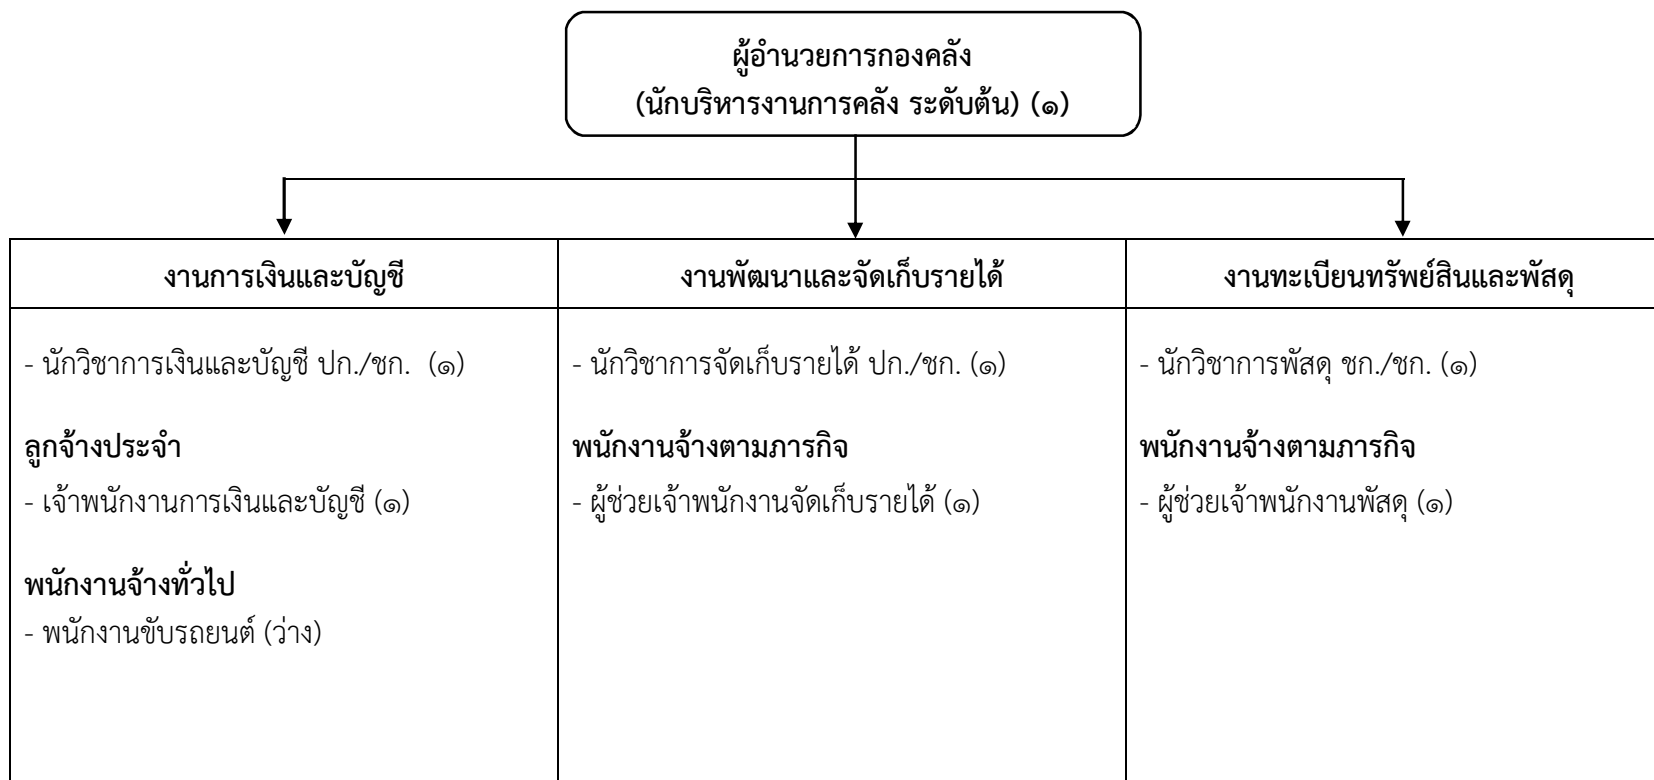 ผู้อำนวยการกองคลัง
(นักบริหารงานการคลัง ระดับต้น) (๑)
งานการเงินและบัญชี
- นักวิชาการเงินและบัญชี ปก./ชก. (๑)
ลูกจ้างประจำ
- เจ้าพนักงานการเงินและบัญชี (๑)
พนักงานจ้างทั่วไป
- พนักงานขับรถยนต์ (ว่าง)
งานพัฒนาและจัดเก็บรายได้
- นักวิชาการจัดเก็บรายได้ ปก./ชก. (๑)
พนักงานจ้างตามภารกิจ
- ผู้ช่วยเจ้าพนักงานจัดเก็บรายได้ (๑)
งานทะเบียนทรัพย์สินและพัสดุ
- นักวิชาการพัสดุ ชก./ชก. (๑)
พนักงานจ้างตามภารกิจ
- ผู้ช่วยเจ้าพนักงานพัสดุ (๑)